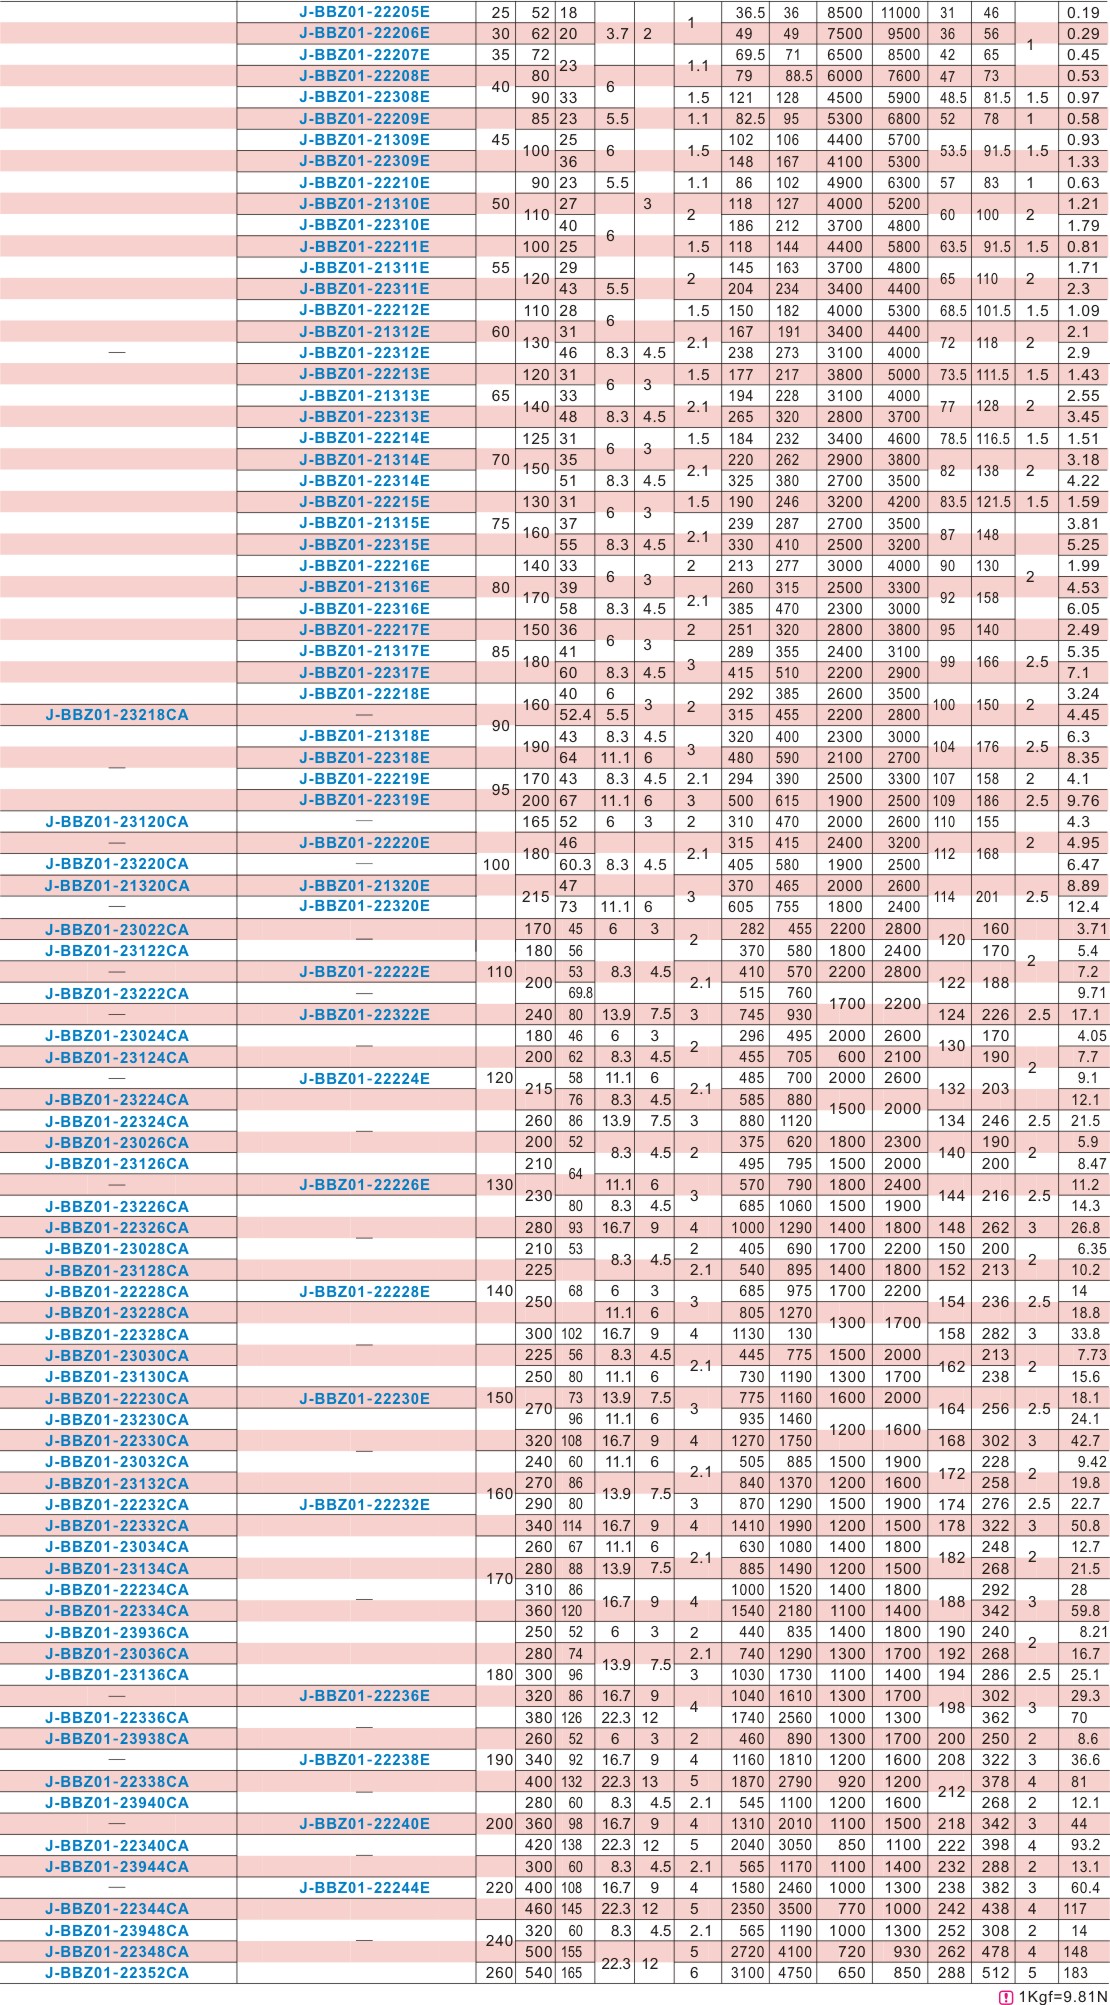 J-BBZ01-22205E 25 52 18 1 36.5 36 8500 11000 31 46 0.19
J-BBZ01-22206E 30 62 20 3.7 2 49 49 7500 9500 36 56 1 0.29
J-BBZ01-22207E 35 72 23 1.1 69.5 71 6500 8500 42 65 0.45
J-BBZ01-22208E 40 80 6 79 88.5 6000 7600 47 73 0.53
J-BBZ01-22308E 90 33 1.5 121 128 4500 5900 48.5 81.5 1.5 0.97
J-BBZ01-22209E 85 23 5.5 1.1 82.5 95 5300 6800 52 78 1 0.58
J-BBZ01-21309E 45 100 25 6 1.5 102 106 4400 5700 53.5 91.5 1.5 0.93
J-BBZ01-22309E 36 148 167 4100 5300 1.33
J-BBZ01-22210E 90 23 5.5 1.1 86 102 4900 6300 57 83 1 0.63
J-BBZ01-21310E 50 110 27 3 2 118 127 4000 5200 60 100 2 1.21
J-BBZ01-22310E 40 6 186 212 3700 4800 1.79
J-BBZ01-22211E 100 25 1.5 118 144 4400 5800 63.5 91.5 1.5 0.81
J-BBZ01-21311E 55 120 29 2 145 163 3700 4800 65 110 2 1.71
J-BBZ01-22311E 43 5.5 204 234 3400 4400 2.3
J-BBZ01-22212E 110 28 6 1.5 150 182 4000 5300 68.5 101.5 1.5 1.09
J-BBZ01-21312E 60 130 31 2.1 167 191 3400 4400 72 118 2 2.1
— J-BBZ01-22312E 46 8.3 4.5 238 273 3100 4000 2.9
J-BBZ01-22213E 120 31 6 3 1.5 177 217 3800 5000 73.5 111.5 1.5 1.43
J-BBZ01-21313E 65 140 33 2.1 194 228 3100 4000 77 128 2 2.55
J-BBZ01-22313E 48 8.3 4.5 265 320 2800 3700 3.45
J-BBZ01-22214E 125 31 6 3 1.5 184 232 3400 4600 78.5 116.5 1.5 1.51
J-BBZ01-21314E 70 150 35 2.1 220 262 2900 3800 82 138 2 3.18
J-BBZ01-22314E 51 8.3 4.5 325 380 2700 3500 4.22
J-BBZ01-22215E 130 31 6 3 1.5 190 246 3200 4200 83.5 121.5 1.5 1.59
J-BBZ01-21315E 75 160 37 2.1 239 287 2700 3500 87 148 3.81
J-BBZ01-22315E 55 8.3 4.5 330 410 2500 3200 5.25
J-BBZ01-22216E 140 33 6 3 2 213 277 3000 4000 90 130 2 1.99
J-BBZ01-21316E 80 170 39 2.1 260 315 2500 3300 92 158 4.53
J-BBZ01-22316E 58 8.3 4.5 385 470 2300 3000 6.05
J-BBZ01-22217E 150 36 6 3 2 251 320 2800 3800 95 140 2.49
J-BBZ01-21317E 85 180 41 3 289 355 2400 3100 99 166 2.5 5.35
J-BBZ01-22317E 60 8.3 4.5 415 510 2200 2900 7.1
J-BBZ01-22218E 160 40 6 3 2 292 385 2600 3500 100 150 2 3.24
J-BBZ01-23218CA — 90 52.4 5.5 315 455 2200 2800 4.45
J-BBZ01-21318E 190 43 8.3 4.5 3 320 400 2300 3000 104 176 2.5 6.3
— J-BBZ01-22318E 64 11.1 6 480 590 2100 2700 8.35
J-BBZ01-22219E 95 170 43 8.3 4.5 2.1 294 390 2500 3300 107 158 2 4.1
J-BBZ01-22319E 200 67 11.1 6 3 500 615 1900 2500 109 186 2.5 9.76
J-BBZ01-23120CA — 165 52 6 3 2 310 470 2000 2600 110 155 4.3
— J-BBZ01-22220E 180 46 2.1 315 415 2400 3200 112 168 2 4.95
J-BBZ01-23220CA — 100 60.3 8.3 4.5 405 580 1900 2500 6.47
J-BBZ01-21320CA J-BBZ01-21320E 215 47 3 370 465 2000 2600 114 201 2.5 8.89
— J-BBZ01-22320E 73 11.1 6 605 755 1800 2400 12.4
J-BBZ01-23022CA — 170 45 6 3 2 282 455 2200 2800 120 160 3.71
J-BBZ01-23122CA 180 56 370 580 1800 2400 170 2 5.4
— J-BBZ01-22222E 110 200 53 8.3 4.5 2.1 410 570 2200 2800 122 188 7.2
J-BBZ01-23222CA — 69.8 515 760 1700 2200 9.71
— J-BBZ01-22322E 240 80 13.9 7.5 3 745 930 124 226 2.5 17.1
J-BBZ01-23024CA — 180 46 6 3 2 296 495 2000 2600 130 170 4.05
J-BBZ01-23124CA 200 62 8.3 4.5 455 705 600 2100 190 2 7.7
— J-BBZ01-22224E 120 215 58 11.1 6 2.1 485 700 2000 2600 132 203 9.1
J-BBZ01-23224CA — 76 8.3 4.5 585 880 1500 2000 12.1
J-BBZ01-22324CA 260 86 13.9 7.5 3 880 1120 134 246 2.5 21.5
J-BBZ01-23026CA 200 52 8.3 4.5 2 375 620 1800 2300 140 190 2 5.9
J-BBZ01-23126CA 210 64 495 795 1500 2000 200 8.47
— J-BBZ01-22226E 130 230 11.1 6 3 570 790 1800 2400 144 216 2.5 11.2
J-BBZ01-23226CA — 80 8.3 4.5 685 1060 1500 1900 14.3
J-BBZ01-22326CA 280 93 16.7 9 4 1000 1290 1400 1800 148 262 3 26.8
J-BBZ01-23028CA 210 53 8.3 4.5 2 405 690 1700 2200 150 200 2 6.35
J-BBZ01-23128CA 225 68 2.1 540 895 1400 1800 152 213 10.2
J-BBZ01-22228CA J-BBZ01-22228E 140 250 6 3 3 685 975 1700 2200 154 236 2.5 14
J-BBZ01-23228CA — 11.1 6 805 1270 1300 1700 18.8
J-BBZ01-22328CA 300 102 16.7 9 4 1130 130 158 282 3 33.8
J-BBZ01-23030CA 225 56 8.3 4.5 2.1 445 775 1500 2000 162 213 2 7.73
J-BBZ01-23130CA 250 80 11.1 6 730 1190 1300 1700 238 15.6
J-BBZ01-22230CA J-BBZ01-22230E 150 270 73 13.9 7.5 3 775 1160 1600 2000 164 256 2.5 18.1
J-BBZ01-23230CA — 96 11.1 6 935 1460 1200 1600 24.1
J-BBZ01-22330CA 320 108 16.7 9 4 1270 1750 168 302 3 42.7
J-BBZ01-23032CA 240 60 11.1 6 2.1 505 885 1500 1900 172 228 2 9.42
J-BBZ01-23132CA 160 270 86 13.9 7.5 840 1370 1200 1600 258 19.8
J-BBZ01-22232CA J-BBZ01-22232E 290 80 3 870 1290 1500 1900 174 276 2.5 22.7
J-BBZ01-22332CA — 340 114 16.7 9 4 1410 1990 1200 1500 178 322 3 50.8
J-BBZ01-23034CA 260 67 11.1 6 2.1 630 1080 1400 1800 182 248 2 12.7
J-BBZ01-23134CA 170 280 88 13.9 7.5 885 1490 1200 1500 268 21.5
J-BBZ01-22234CA 310 86 16.7 9 4 1000 1520 1400 1800 188 292 3 28
J-BBZ01-22334CA 360 120 1540 2180 1100 1400 342 59.8
J-BBZ01-23936CA 250 52 6 3 2 440 835 1400 1800 190 240 2 8.21
J-BBZ01-23036CA 280 74 13.9 7.5 2.1 740 1290 1300 1700 192 268 16.7
J-BBZ01-23136CA 180 300 96 3 1030 1730 1100 1400 194 286 2.5 25.1
— J-BBZ01-22236E 320 86 16.7 9 4 1040 1610 1300 1700 198 302 3 29.3
J-BBZ01-22336CA — 380 126 22.3 12 1740 2560 1000 1300 362 70
J-BBZ01-23938CA 260 52 6 3 2 460 890 1300 1700 200 250 2 8.6
— J-BBZ01-22238E 190 340 92 16.7 9 4 1160 1810 1200 1600 208 322 3 36.6
J-BBZ01-22338CA — 400 132 22.3 13 5 1870 2790 920 1200 212 378 4 81
J-BBZ01-23940CA 280 60 8.3 4.5 2.1 545 1100 1200 1600 268 2 12.1
— J-BBZ01-22240E 200 360 98 16.7 9 4 1310 2010 1100 1500 218 342 3 44
J-BBZ01-22340CA — 420 138 22.3 12 5 2040 3050 850 1100 222 398 4 93.2
J-BBZ01-23944CA 300 60 8.3 4.5 2.1 565 1170 1100 1400 232 288 2 13.1
— J-BBZ01-22244E 220 400 108 16.7 9 4 1580 2460 1000 1300 238 382 3 60.4
J-BBZ01-22344CA — 460 145 22.3 12 5 2350 3500 770 1000 242 438 4 117
J-BBZ01-23948CA 240 320 60 8.3 4.5 2.1 565 1190 1000 1300 252 308 2 14
J-BBZ01-22348CA 500 155 22.3 12 5 2720 4100 720 930 262 478 4 148
J-BBZ01-22352CA 260 540 165 6 3100 4750 650 850 288 512 5 183
1Kgf=9.81N